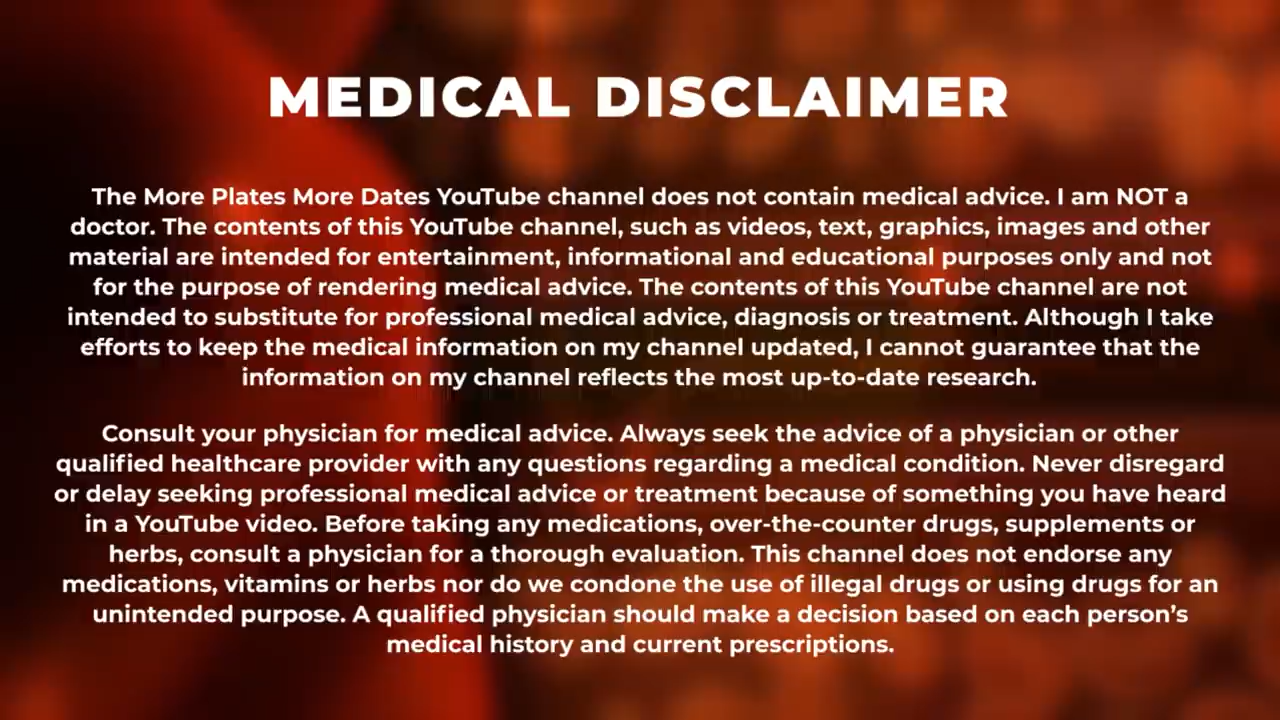 MEDICAL DISCLAIMER
The More Plates More Dates YouTube channel does not contain medical advice. I am NOT a
doctor. The contents of this YouTube channel, such as videos, text, graphics, images and other
material are intended for entertainment, informational and educational purposes only and not
for the purpose of rendering medical advice. The contents of this YouTube channel are not
intended to substitute for professional medical advice, diagnosis or treatment. Although I take
efforts to keep the medical information on my channel updated, I cannot guarantee that the
information on my channel reflects the most up-to-date research.
Consult your physician for medical advice. Always seek the advice of a physician or other
qualified healthcare provider with any questions regarding a medical condition. Never disregard
or delay seeking professional medical advice or treatment because of something you have heard
in a YouTube video. Before taking any medications, over-the-counter drugs, supplements or
herbs, consult a physician for a thorough evaluation. This channel does not endorse any
medications, vitamins or herbs nor do we condone the use of illegal drugs or using drugs for an
unintended purpose. A qualified physician should make a decision based on each person’s
medical history and current prescriptions.